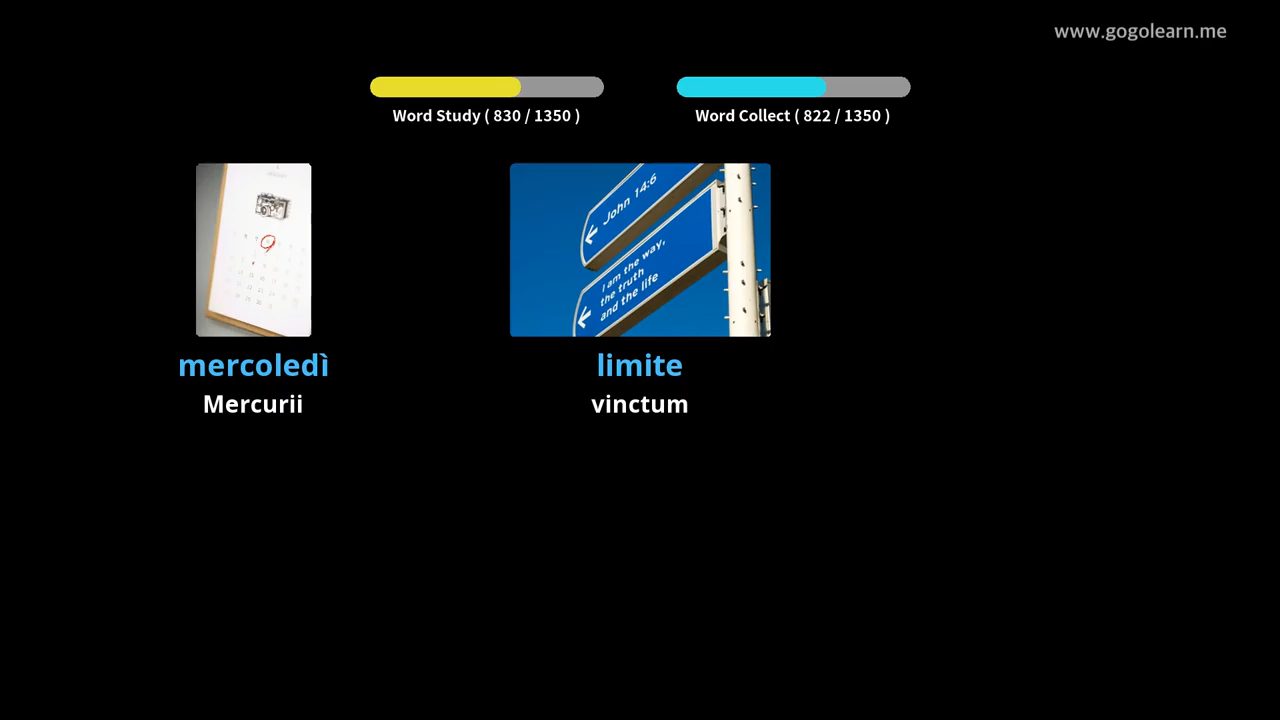 www.gogolearn.me
Word Study ( 830 / 1350 )
Word Collect ( 822 / 1350 )
John 14:6
I am the way,
the truth
and the life
mercoledì
Mercurii
limite
vinctum